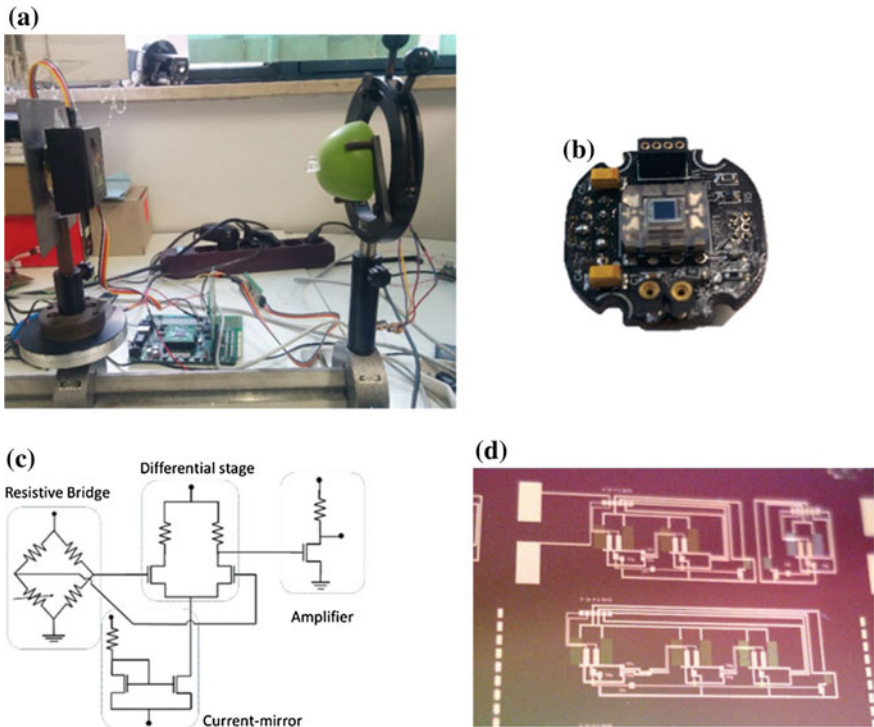 (a)
(b)
(c)
Differential stage
Resistive Bridge
Amplifier
Current-mirror
(d)